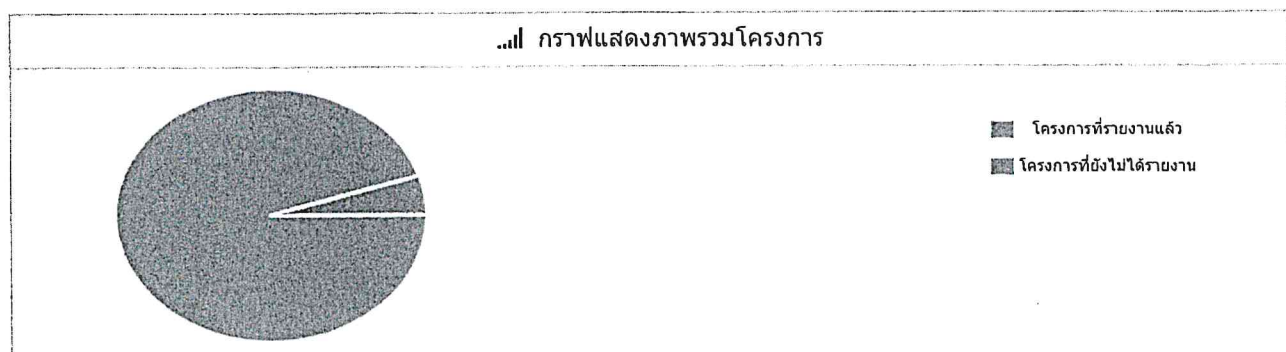 กราฟแสดงภาพรวมโครงการ
โครงการที่รายงานแล้ว
โครงการที่ยังไม่ได้รายงาน